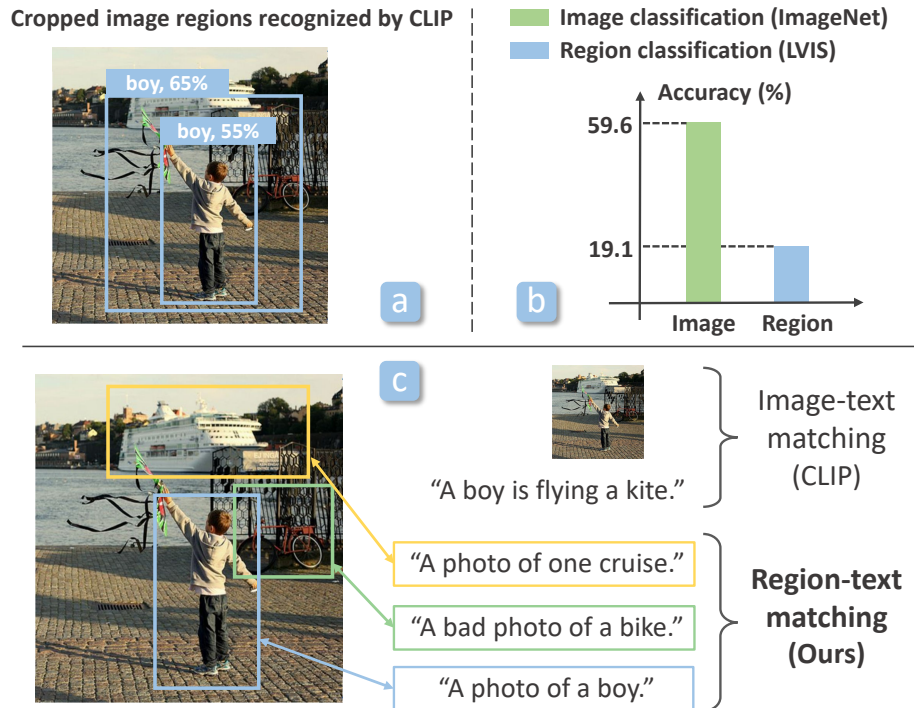 Cropped image regions recognized by CLIP
boy, 65%
boy, 55%
a
Image classification (ImageNet)
Region classification (LVIS)
Accuracy (%)
59.6
19.1
b
Image
Region
c
“A boy is flying a kite.”
Image-text
matching
(CLIP)
“A photo of one cruise.”
“A bad photo of a bike.”
“A photo of a boy.”
Region-text
matching
(Ours)